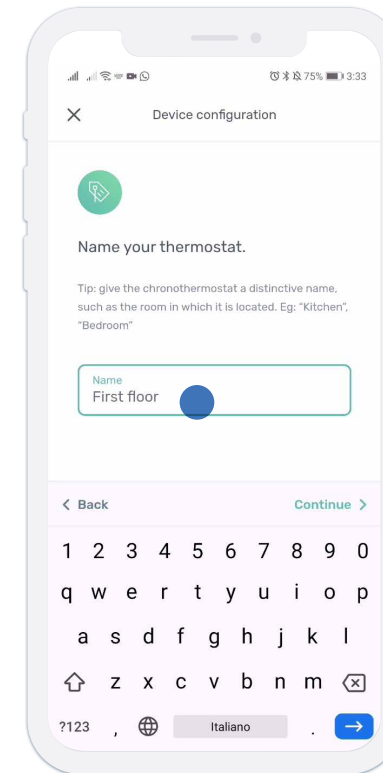 75% 3:33
Device configuration
Name your thermostat.
Tip: give the chronothermostat a distinctive name,
such as the room in which it is located. Eg: "Kitchen",
"Bedroom"
Name
First floor
Back Continue
1 2 3 4 5 6 7 8 9 0
q w e r t y u i o p
a s d f g h j k l
z x c v b n m
?123 , Italiano .